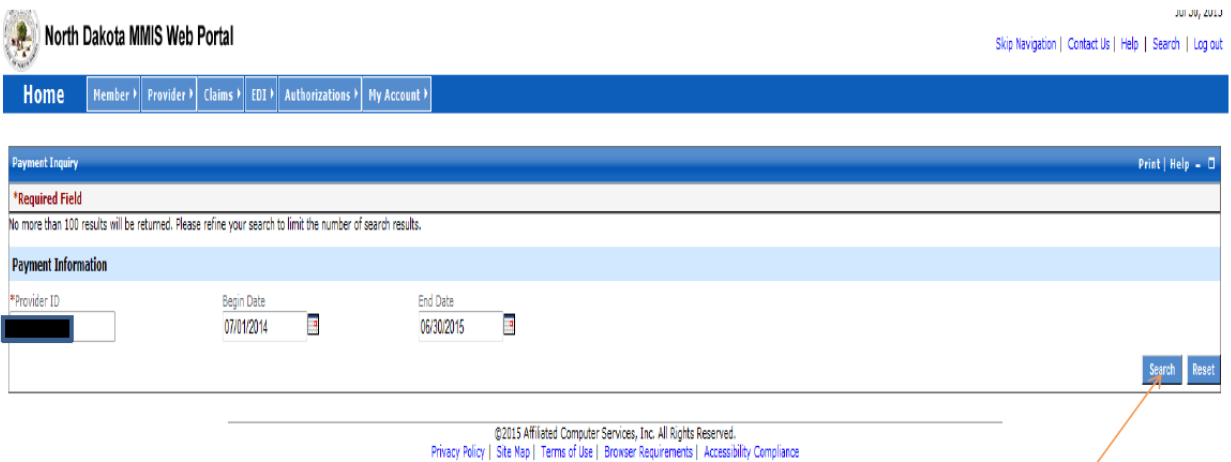 Jul 30, 2015
North Dakota MMIS Web Portal
Skip Navigation | Contact Us | Help | Search | Log out
Home Member Provider Claims EDI Authorizations My Account
Payment Inquiry Print | Help
*Required Field
No more than 100 results will be returned. Please refine your search to limit the number of search results.
Payment Information
*Provider ID Begin Date End Date
07/01/2014 06/30/2015
Search Reset
©2015 Affiliated Computer Services, Inc. All Rights Reserved.
Privacy Policy | Site Map | Terms of Use | Browser Requirements | Accessibility Compliance